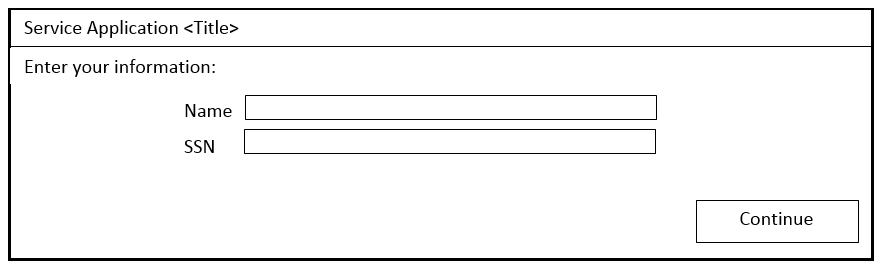 Service Application <Title>
Enter your information:
Name
SSN
Continue